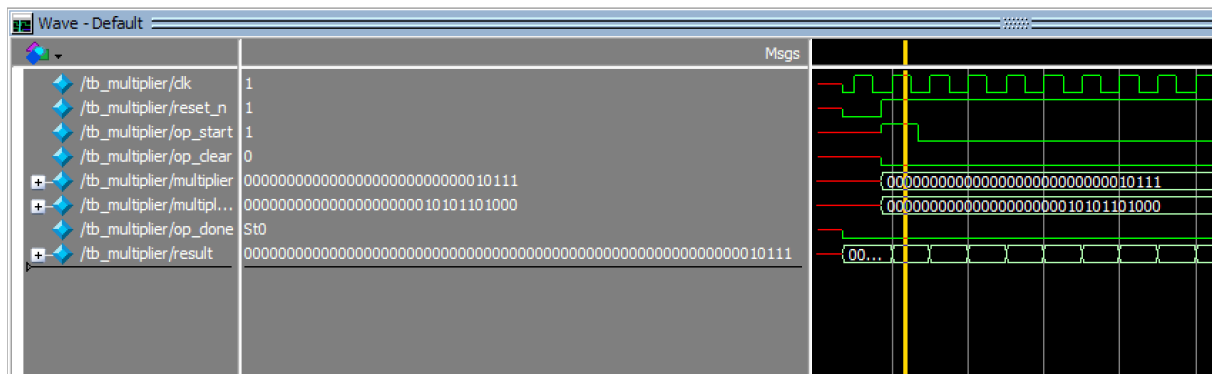 Wave - Default
Msgs
/tb_multiplier/clk 1
/tb_multiplier/reset_n 1
/tb_multiplier/op_start 1
/tb_multiplier/op_clear 0
/tb_multiplier/multiplier 00000000000000000000000000010111 00000000000000000000000000010111
/tb_multiplier/multipl... 00000000000000000000010101101000 00000000000000000000010101101000
/tb_multiplier/op_done St0
/tb_multiplier/result 0000000000000000000000000000000000000000000000000000000000010111 00...